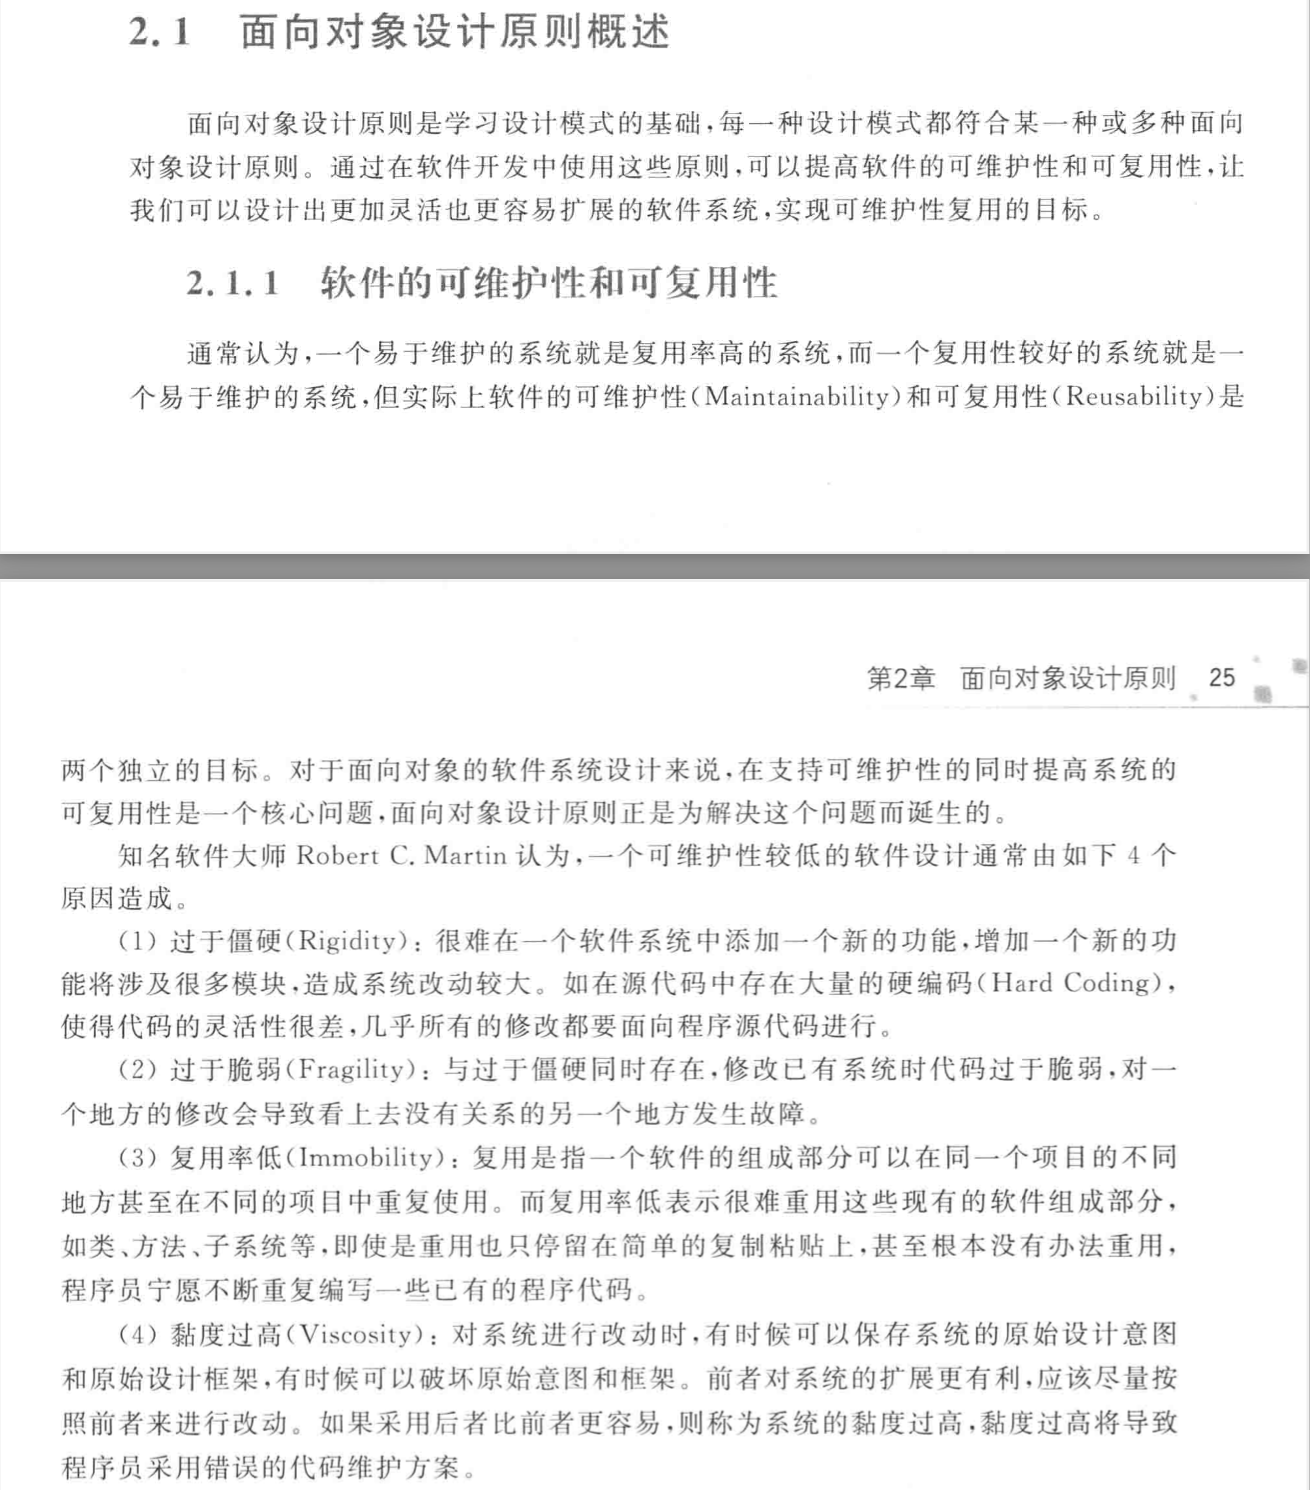 2.1 面向对象设计原则概述
面向对象设计原则是学习设计模式的基础,每一种设计模式都符合某一种或多种面向
对象设计原则。通过在软件开发中使用这些原则,可以提高软件的可维护性和可复用性,让
我们可以设计出更加灵活也更容易扩展的软件系统,实现可维护性复用的目标。
2.1.1 软件的可维护性和可复用性
通常认为,一个易于维护的系统就是复用率高的系统,而一个复用性较好的系统就是一
个易于维护的系统,但实际上软件的可维护性(Maintainability)和可复用性(Reusability)是
第2章 面向对象设计原则 25
两个独立的目标。对于面向对象的软件系统设计来说,在支持可维护性的同时提高系统的
可复用性是一个核心问题,面向对象设计原则正是为解决这个问题而诞生的。
知名软件大师 Robert C. Martin 认为,一个可维护性较低的软件设计通常由如下 4 个
原因造成。
(1) 过于僵硬(Rigidity): 很难在一个软件系统中添加一个新的功能,增加一个新的功
能将涉及很多模块,造成系统改动较大。如在源代码中存在大量的硬编码(Hard Coding),
使得代码的灵活性很差,几乎所有的修改都要面向程序源代码进行。
(2) 过于脆弱(Fragility): 与过于僵硬同时存在,修改已有系统时代码过于脆弱,对一
个地方的修改会导致看上去没有关系的另一个地方发生故障。
(3) 复用率低(Immobility): 复用是指一个软件的组成部分可以在同一个项目的不同
地方甚至在不同的项目中重复使用。而复用率低表示很难重用这些现有的软件组成部分,
如类、方法、子系统等,即使是重用也只停留在简单的复制粘贴上,甚至根本没有办法重用,
程序员宁愿不断重复编写一些已有的程序代码。
(4) 黏度过高(Viscosity): 对系统进行改动时,有时候可以保存系统的原始设计意图
和原始设计框架,有时候可以破坏原始意图和框架。前者对系统的扩展更有利,应该尽量按
照前者来进行改动。如果采用后者比前者更容易,则称为系统的黏度过高,黏度过高将导致
程序员采用错误的代码维护方案。